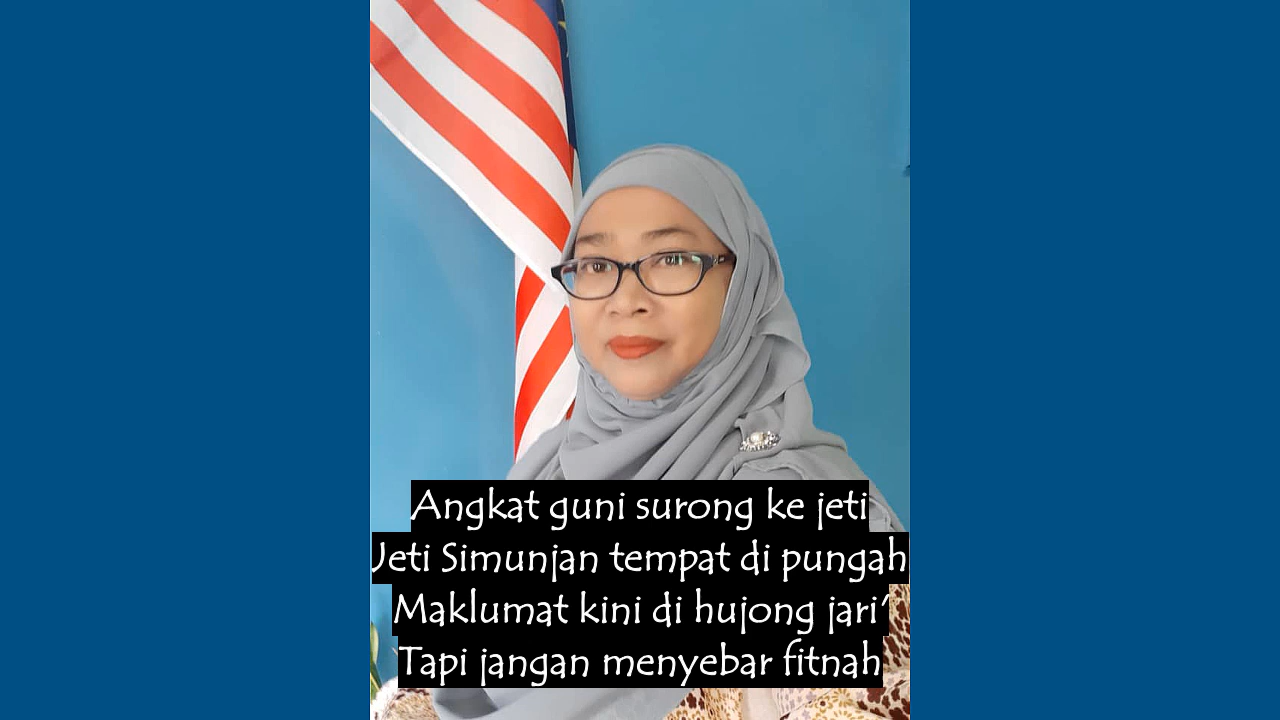 Angkat guni surong ke jeti
Jeti Simunjan tempat di pungah
Maklumat kini di hujong jari'
Tapi jangan menyebar fitnah